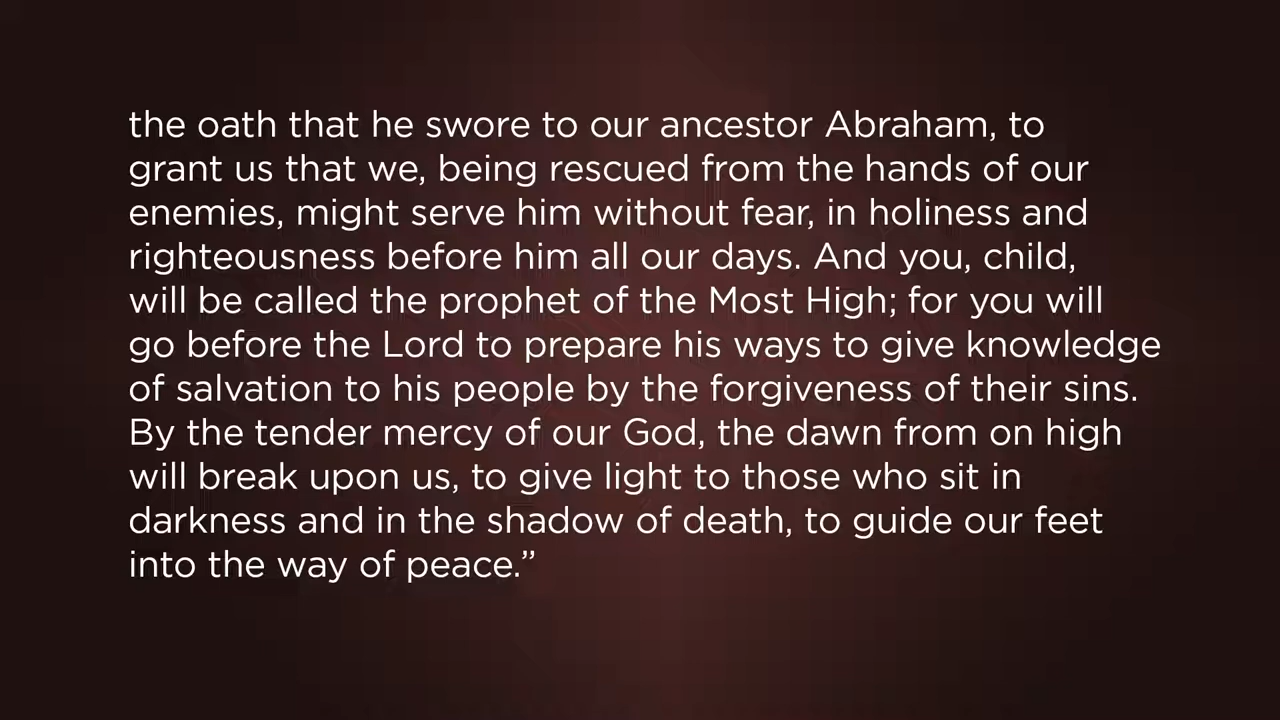 the oath that he swore to our ancestor Abraham, to
grant us that we, being rescued from the hands of our
enemies, might serve him without fear, in holiness and
righteousness before him all our days. And you, child,
will be called the prophet of the Most High; for you will
go before the Lord to prepare his ways to give knowledge
of salvation to his people by the forgiveness of their sins.
By the tender mercy of our God, the dawn from on high
will break upon us, to give light to those who sit in
darkness and in the shadow of death, to guide our feet
into the way of peace.”